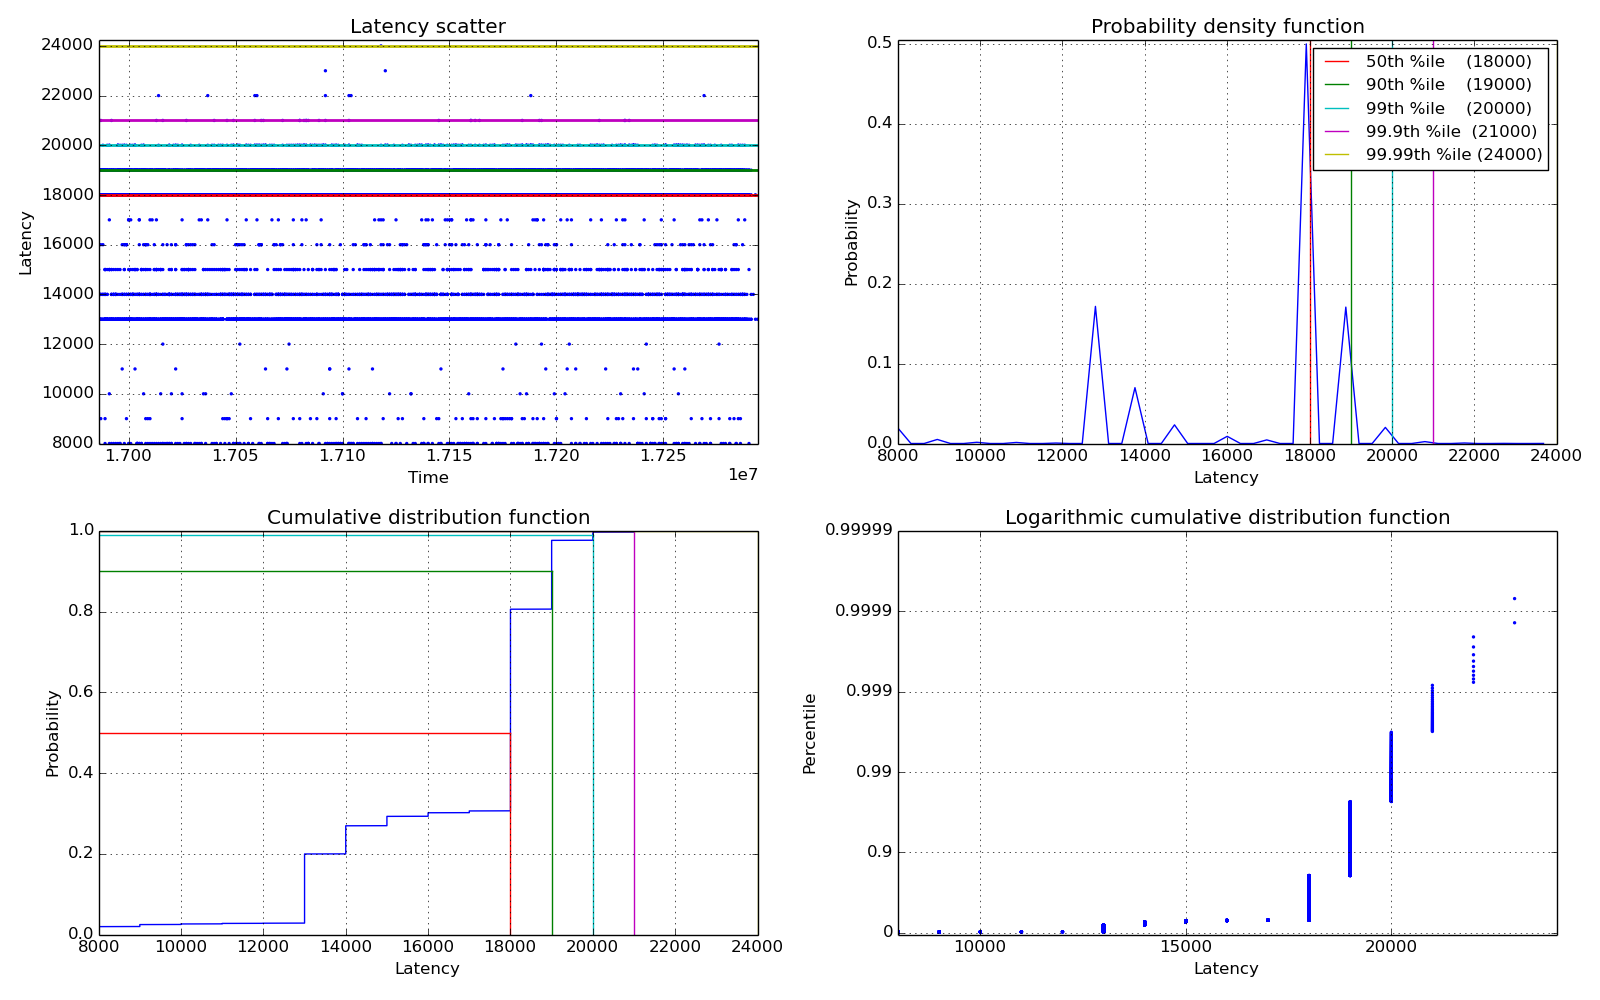 Latency scatter
24000
22000
20000
18000
16000
14000
12000
10000
8000
Latency
1.700 1.705 1.710 1.715 1.720 1.725
1e7
Time
Probability density function
0.5
0.4
0.3
0.2
0.1
0.0
Probability
50th %ile (18000)
90th %ile (19000)
99th %ile (20000)
99.9th %ile (21000)
99.99th %ile (24000)
8000 10000 12000 14000 16000 18000 20000 22000 24000
Latency
Cumulative distribution function
1.0
0.8
0.6
0.4
0.2
0.0
Probability
8000 10000 12000 14000 16000 18000 20000 22000 24000
Latency
Logarithmic cumulative distribution function
0.99999
0.9999
0.999
0.99
0.9
0
Percentile
10000 15000 20000
Latency